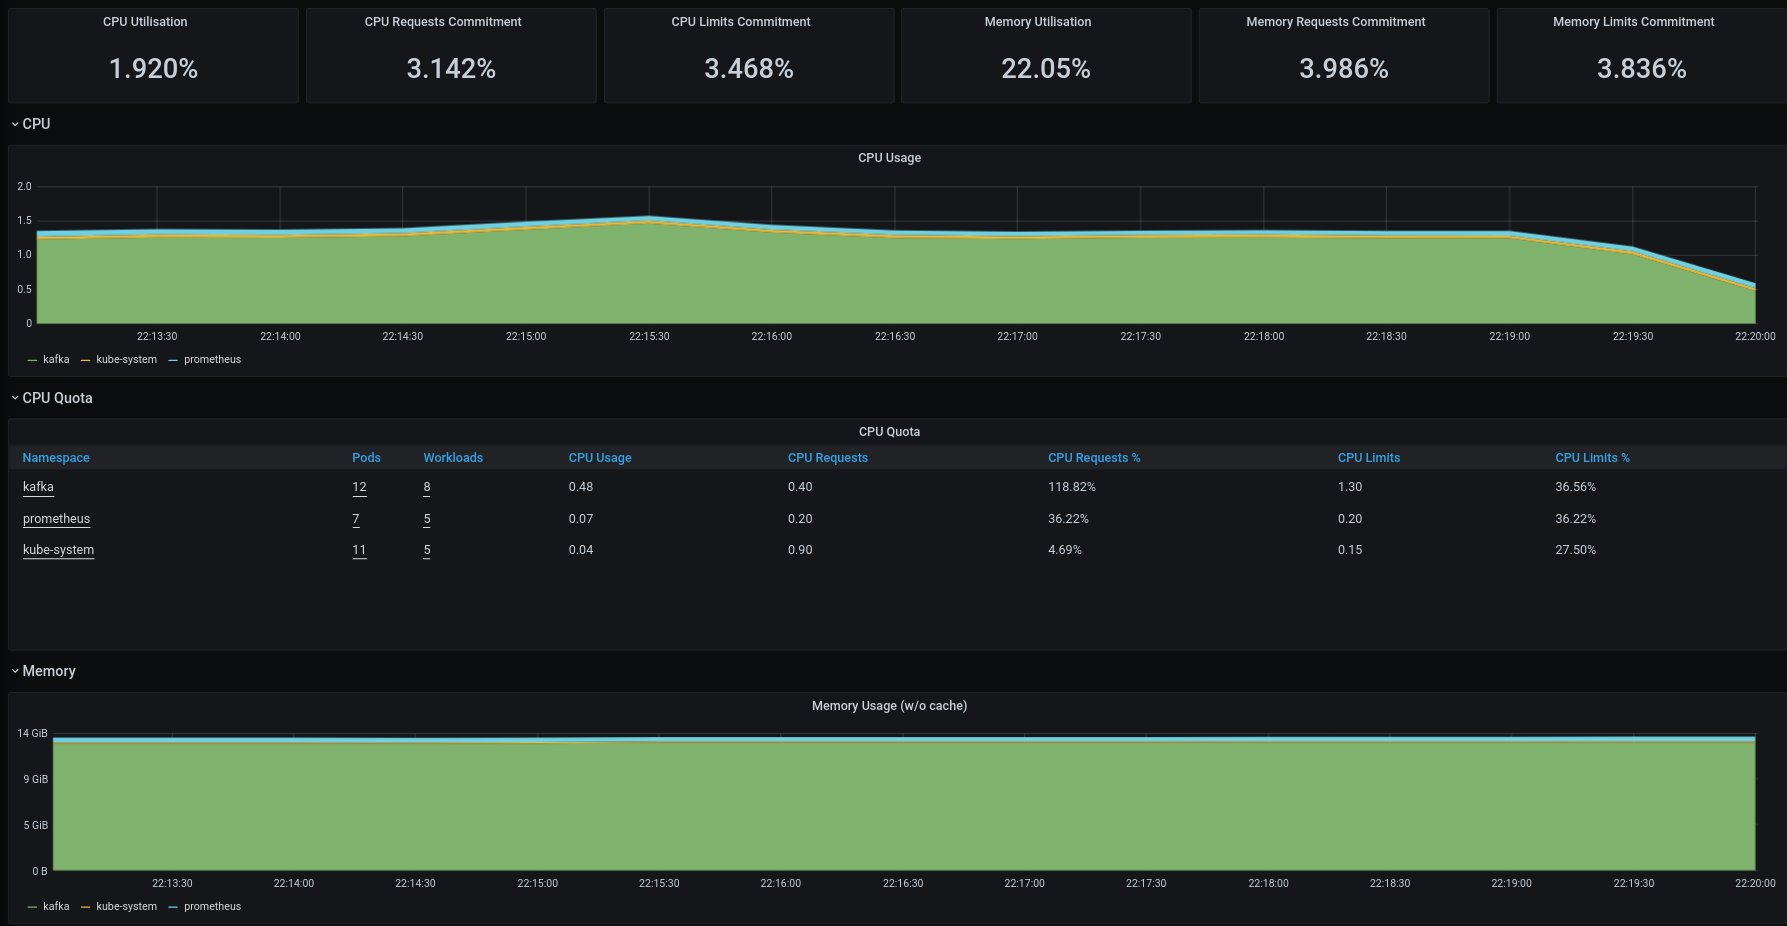 CPU Utilisation CPU Requests Commitment CPU Limits Commitment Memory Utilisation Memory Requests Commitment Memory Limits Commitment
1.920% 3.142% 3.468% 22.05% 3.986% 3.836%
CPU
CPU Usage
2.0
1.5
1.0
0.5
0
22:13:30 22:14:00 22:14:30 22:15:00 22:15:30 22:16:00 22:16:30 22:17:00 22:17:30 22:18:00 22:18:30 22:19:00 22:19:30 22:20:00
kafka kube-system prometheus
CPU Quota
CPU Quota
Namespace Pods Workloads CPU Usage CPU Requests CPU Requests % CPU Limits CPU Limits %
kafka 12 8 0.48 0.40 118.82% 1.30 36.56%
prometheus 7 5 0.07 0.20 36.22% 0.20 36.22%
kube-system 11 5 0.04 0.90 4.69% 0.15 27.50%
Memory
Memory Usage (w/o cache)
14 GiB
9 GiB
5 GiB
0 B
22:13:30 22:14:00 22:14:30 22:15:00 22:15:30 22:16:00 22:16:30 22:17:00 22:17:30 22:18:00 22:18:30 22:19:00 22:19:30 22:20:00
kafka kube-system prometheus